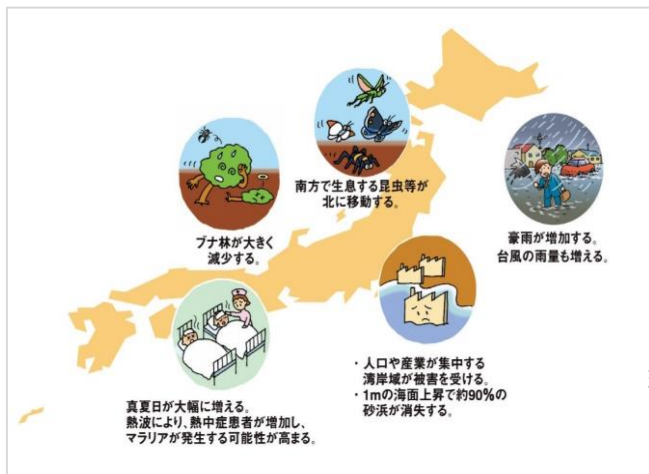 南方で生息する昆虫等が
北に移動する。
ブナ林が大きく
減少する。
豪雨が増加する。
台風の雨量も増える。
・人口や産業が集中する
湾岸域が被害を受ける。
・1mの海面上昇で約90%の
砂浜が消失する。
真夏日が大幅に増える。
熱波により、熱中症患者が増加し、
マラリアが発生する可能性が高まる。